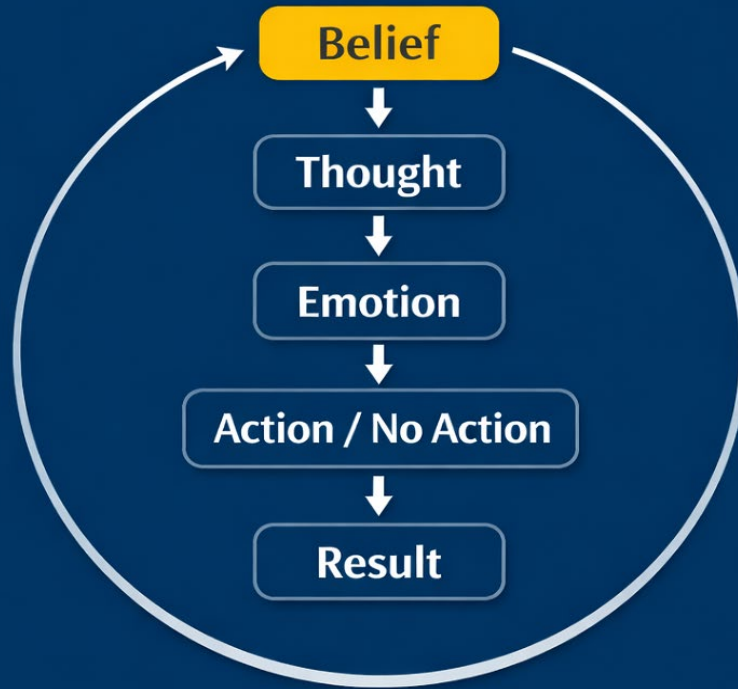 Belief
Thought
Emotion
Action / No Action
Result